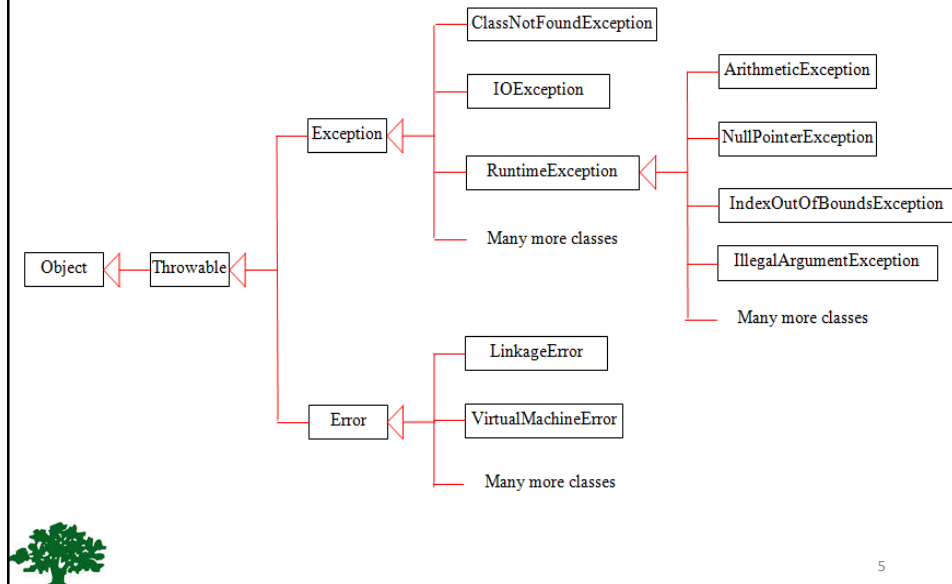 ClassNotFoundException
ArithmeticException
IOException
Exception
NullPointerException
RuntimeException
IndexOutOfBoundsException
Many more classes
Object
Throwable
IllegalArgumentException
Many more classes
LinkageError
Error
VirtualMachineError
Many more classes
5